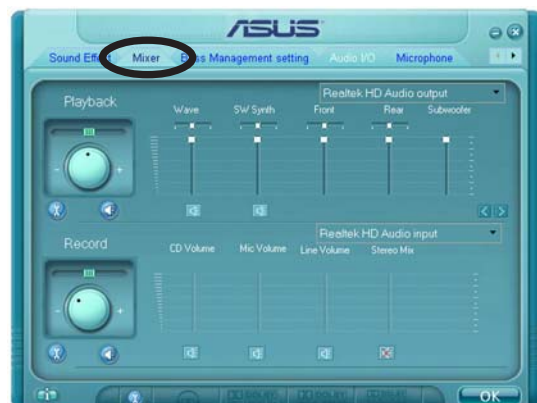 ASUS
Sound Effect Mixer Bass Management setting Audio I/O Microphone
Playback
Realtek HD Audio output
Wave SW Synth Front Rear Subwoofer
- +
Record
Realtek HD Audio input
CD Volume Mic Volume Line Volume Stereo Mix
- +
OK